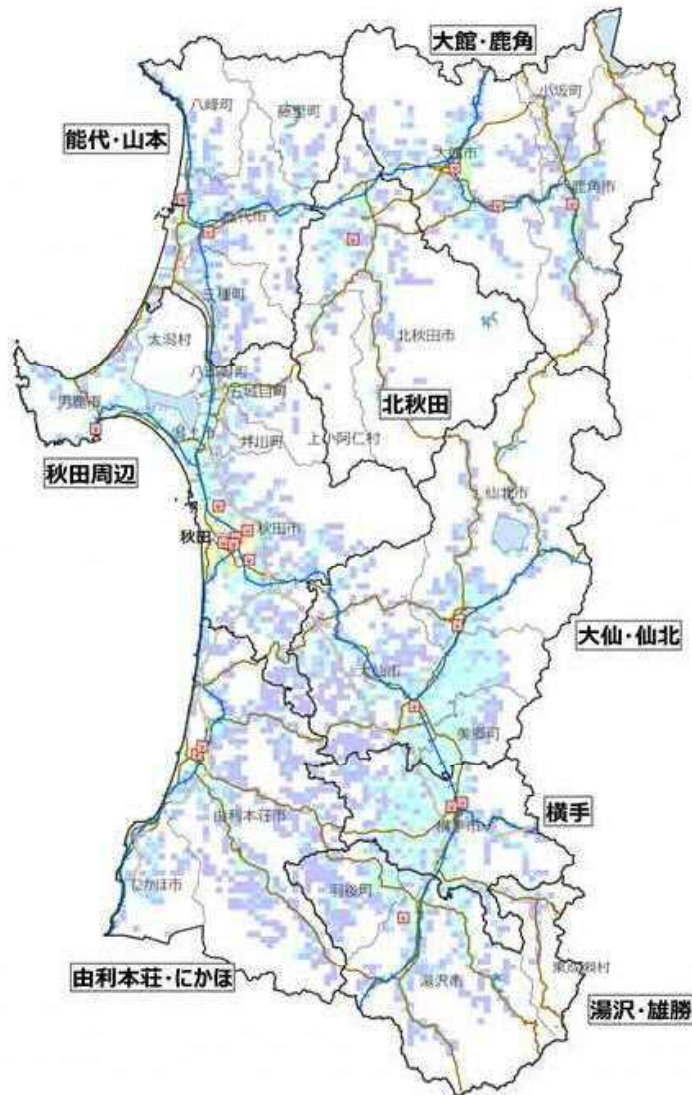 大館・鹿角
小坂町
八峰町
藤里町
能代・山本
大館市
鹿角市
能代市
三種町
大潟村
北秋田市
八郎潟町
五城目町
男鹿市
北秋田
井川町
上小阿仁村
秋田周辺
仙北市
秋田市
秋田
大仙・仙北
大仙市
美郷町
横手
横手市
由利本荘市
羽後町
にかほ市
東成瀬村
由利本荘・にかほ
湯沢市
湯沢・雄勝